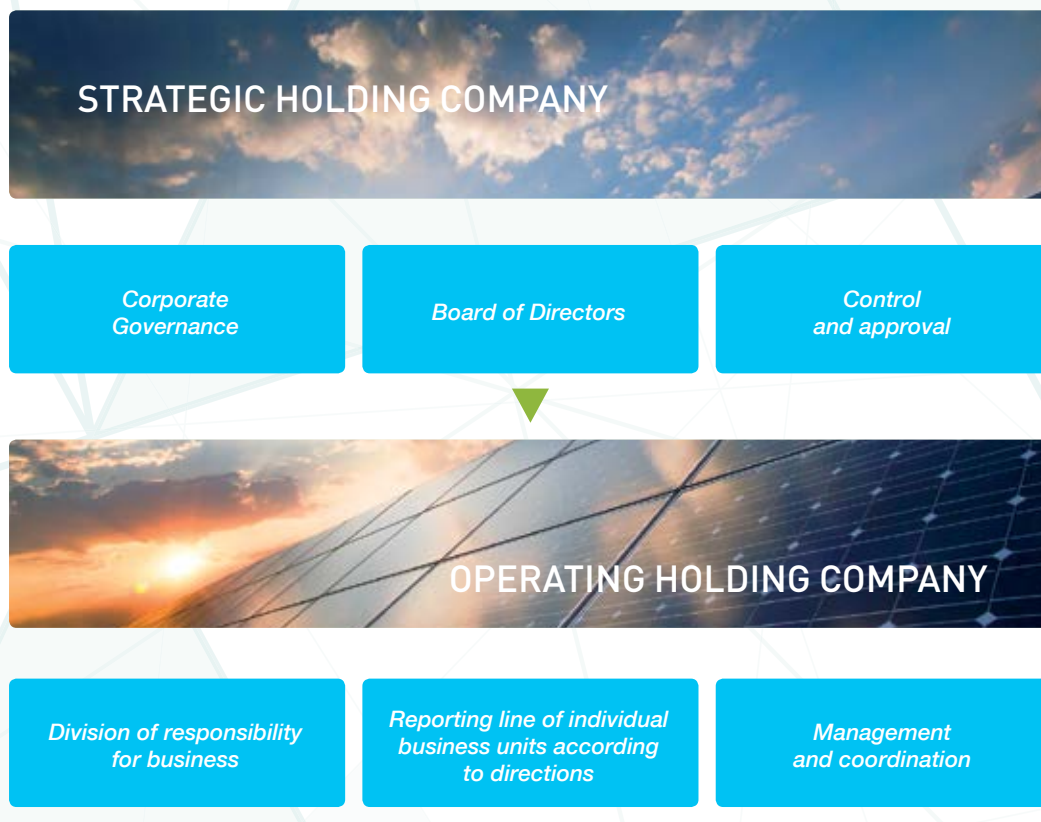 STRATEGIC HOLDING COMPANY
Corporate
Governance
Board of Directors
Control
and approval
OPERATING HOLDING COMPANY
Division of responsibility
for business
Reporting line of individual
business units according
to directions
Management
and coordination